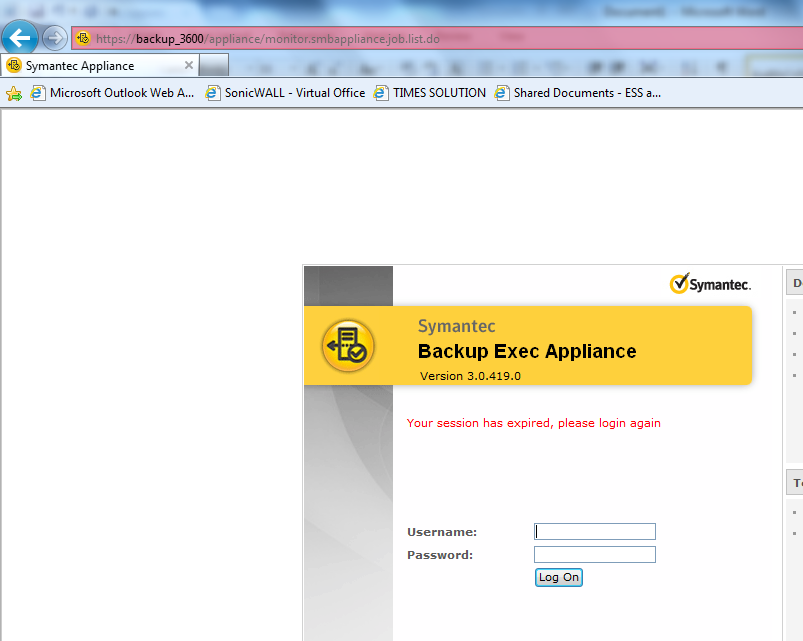 https://backup_3600/appliance/monitor.smbappliance.job.list.do
Symantec Appliance
Microsoft Outlook Web A... SonicWALL - Virtual Office TIMES SOLUTION Shared Documents - ESS a...
Symantec.
Symantec
Backup Exec Appliance
Version 3.0.419.0
Your session has expired, please login again
Username:
Password:
Log On